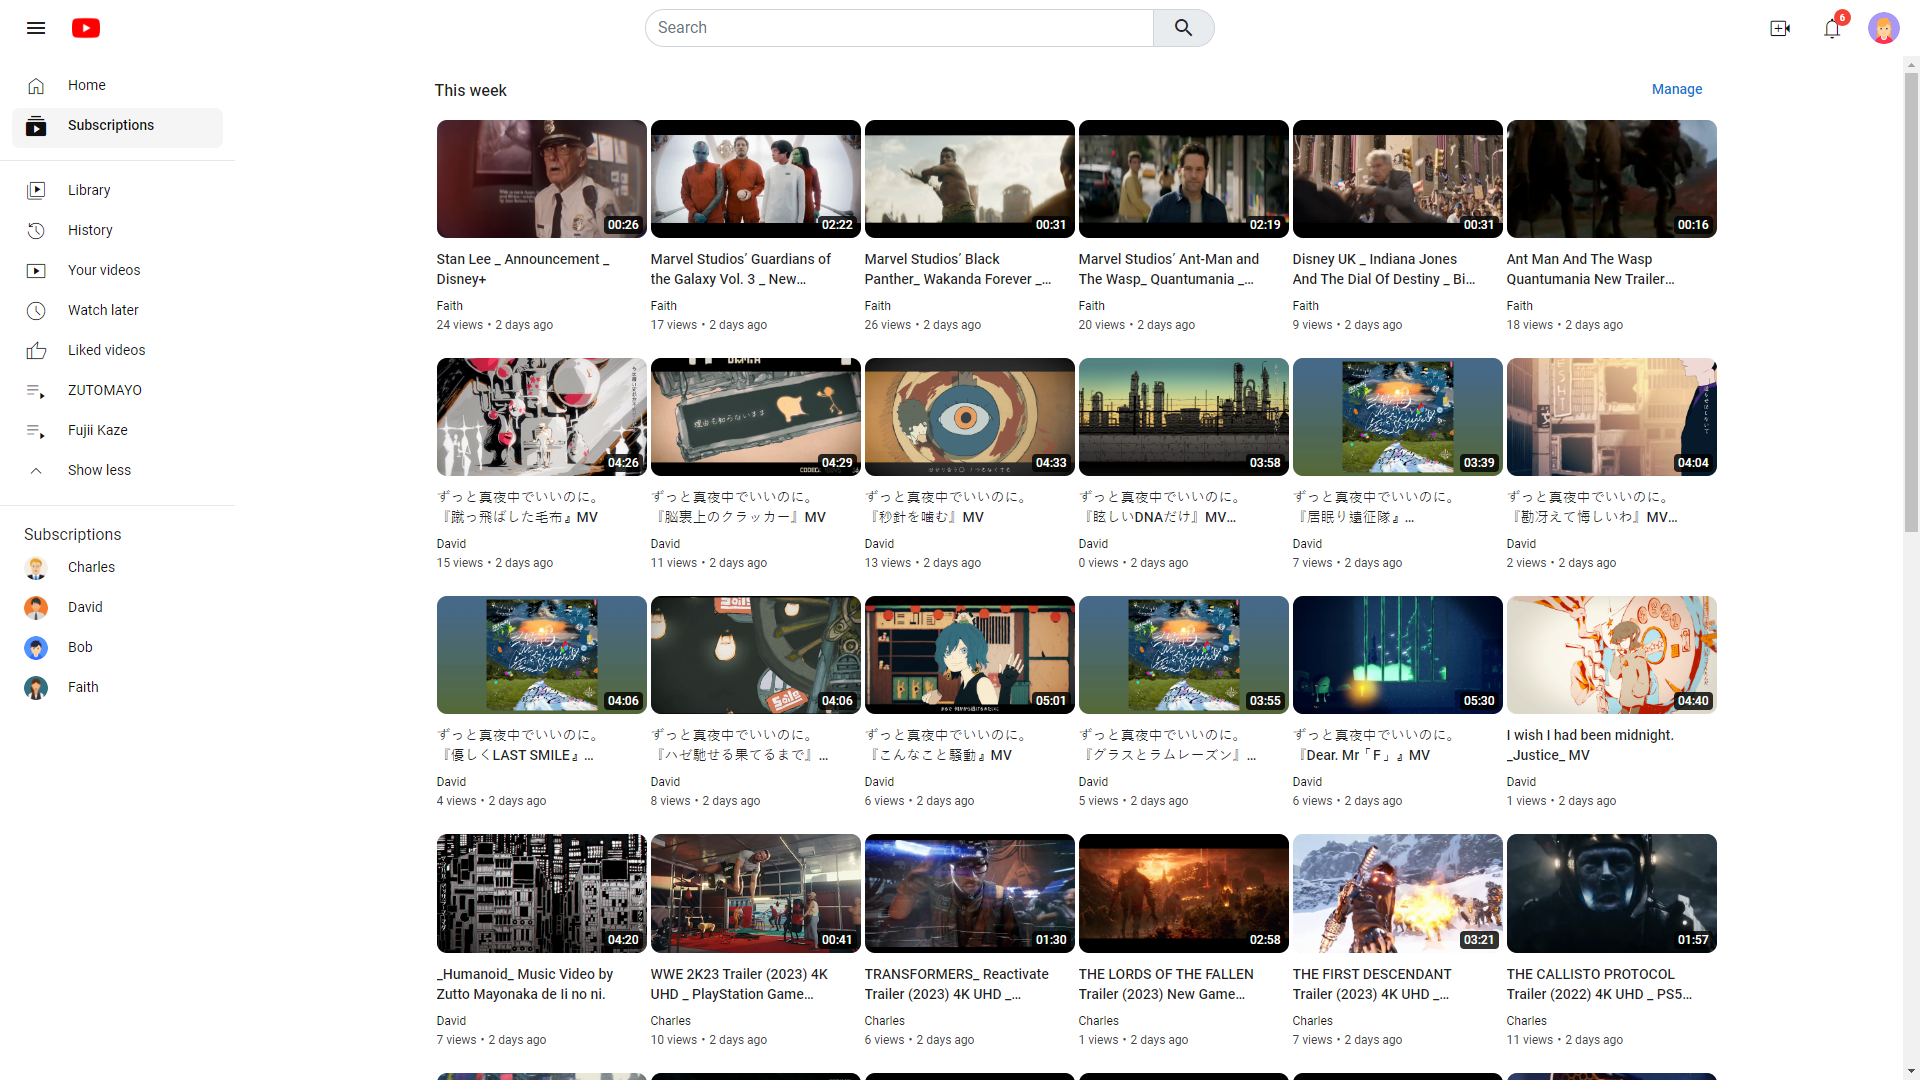 Search
6
Home
Subscriptions
Library
History
Your videos
Watch later
Liked videos
ZUTOMAYO
Fujii Kaze
Show less
Subscriptions
Charles
David
Bob
Faith
This week
Manage
00:26
02:22
00:31
02:19
00:31
00:16
Stan Lee _ Announcement _
Disney+
Faith
24 views • 2 days ago
Marvel Studios’ Guardians of
the Galaxy Vol. 3 _ New...
Faith
17 views • 2 days ago
Marvel Studios’ Black
Panther_ Wakanda Forever _...
Faith
26 views • 2 days ago
Marvel Studios’ Ant-Man and
The Wasp_ Quantumania _...
Faith
20 views • 2 days ago
Disney UK _ Indiana Jones
And The Dial Of Destiny _ Bi...
Faith
9 views • 2 days ago
Ant Man And The Wasp
Quantumania New Trailer...
Faith
18 views • 2 days ago
04:26
理由も知らないまま
04:29
04:33
03:58
03:39
04:04
ずっと真夜中でいいのに。
『蹴っ飛ばした毛布』MV
David
15 views • 2 days ago
ずっと真夜中でいいのに。
『脳裏上のクラッカー』MV
David
11 views • 2 days ago
ずっと真夜中でいいのに。
『秒針を噛む』MV
David
13 views • 2 days ago
ずっと真夜中でいいのに。
『眩しいDNAだけ』MV...
David
0 views • 2 days ago
ずっと真夜中でいいのに。
『居眠り遠征隊』...
David
7 views • 2 days ago
ずっと真夜中でいいのに。
『勘冴えて悔しいわ』MV...
David
2 views • 2 days ago
04:06
Sale
04:06
05:01
03:55
05:30
04:40
ずっと真夜中でいいのに。
『優しくLAST SMILE』...
David
4 views • 2 days ago
ずっと真夜中でいいのに。
『ハゼ馳せる果てるまで』...
David
8 views • 2 days ago
ずっと真夜中でいいのに。
『こんなこと騒動』MV
David
6 views • 2 days ago
ずっと真夜中でいいのに。
『グラスとラムレーズン』...
David
5 views • 2 days ago
ずっと真夜中でいいのに。
『Dear. Mr「F」』MV
David
6 views • 2 days ago
I wish I had been midnight.
_Justice_ MV
David
1 views • 2 days ago
04:20
00:41
01:30
02:58
03:21
01:57
_Humanoid_ Music Video by
Zutto Mayonaka de Ii no ni.
David
7 views • 2 days ago
WWE 2K23 Trailer (2023) 4K
UHD _ PlayStation Game...
Charles
10 views • 2 days ago
TRANSFORMERS_ Reactivate
Trailer (2023) 4K UHD _...
Charles
6 views • 2 days ago
THE LORDS OF THE FALLEN
Trailer (2023) New Game...
Charles
1 views • 2 days ago
THE FIRST DESCENDANT
Trailer (2023) 4K UHD _...
Charles
7 views • 2 days ago
THE CALLISTO PROTOCOL
Trailer (2022) 4K UHD _ PS5...
Charles
11 views • 2 days ago